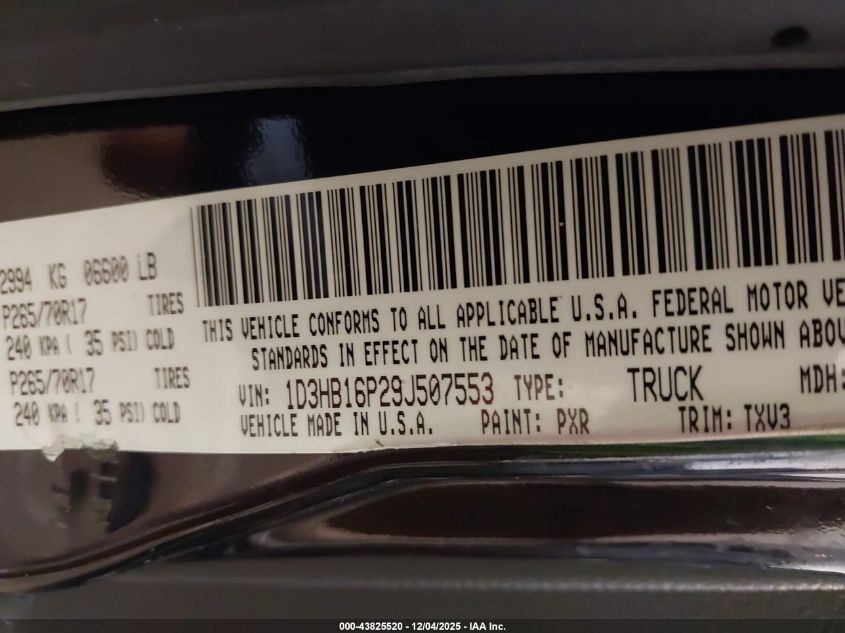 2994 KG 06600 LB
P265/70R17 TIRES
240 KPA ( 35 PSI) COLD
P265/70R17 TIRES
240 KPA ( 35 PSI) COLD
THIS VEHICLE CONFORMS TO ALL APPLICABLE U.S.A. FEDERAL MOTOR VE
STANDARDS IN EFFECT ON THE DATE OF MANUFACTURE SHOWN ABOV
VIN: 1D3HB16P29J507553 TYPE: TRUCK MDH:
VEHICLE MADE IN U.S.A. PAINT: PXR TRIM: TXV3
000-43825520 - 12/04/2025 - IAA Inc.